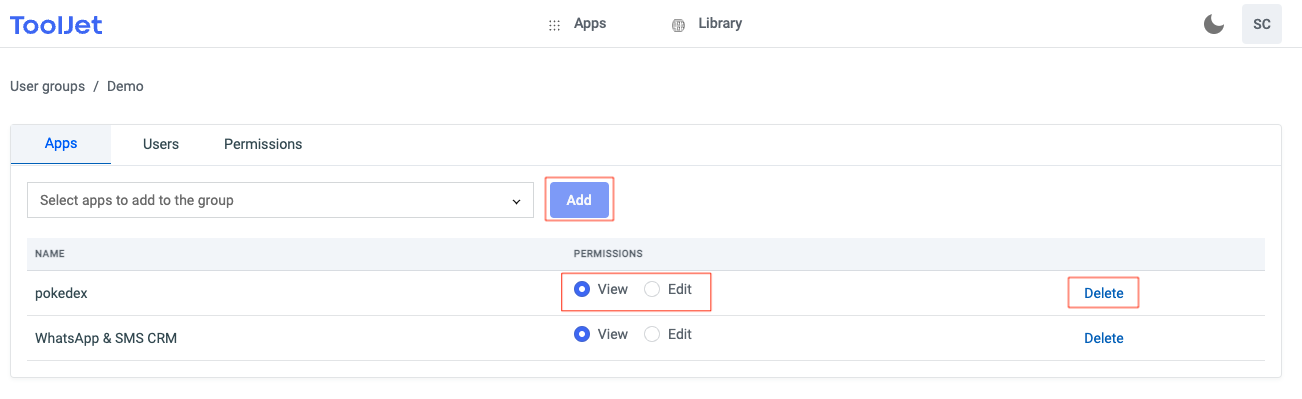 ToolJet Apps Library SC
User groups / Demo
Apps Users Permissions
Select apps to add to the group Add
NAME PERMISSIONS
pokedex View Edit Delete
WhatsApp & SMS CRM View Edit Delete